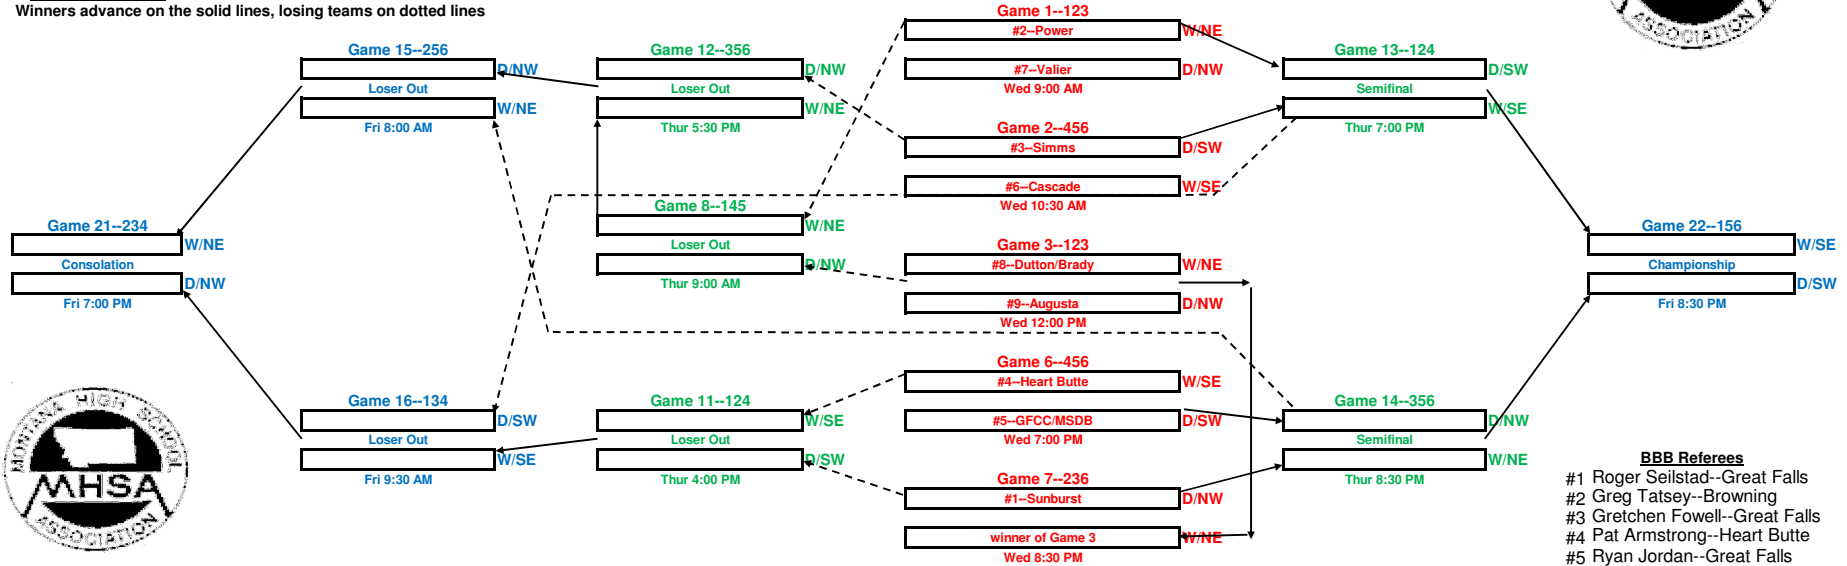 Winners advance on the solid lines, losing teams on dotted lines
Game 1--123
#2--Power
W/NE
#7--Valier
D/NW
Wed 9:00 AM
Game 15--256
D/NW
Loser Out
W/NE
Fri 8:00 AM
Game 12--356
D/NW
Loser Out
W/NE
Thur 5:30 PM
Game 13--124
D/SW
Semifinal
W/SE
Thur 7:00 PM
Game 2--456
#3--Simms
D/SW
#6--Cascade
W/SE
Wed 10:30 AM
Game 8--145
W/NE
Loser Out
D/NW
Thur 9:00 AM
Game 21--234
W/NE
Consolation
D/NW
Fri 7:00 PM
Game 3--123
#8--Dutton/Brady
W/NE
#9--Augusta
D/NW
Wed 12:00 PM
Game 22--156
W/SE
Championship
D/SW
Fri 8:30 PM
Game 6--456
#4--Heart Butte
W/SE
#5--GFCC/MSDB
D/SW
Wed 7:00 PM
Game 16--134
D/SW
Loser Out
W/SE
Fri 9:30 AM
Game 11--124
W/SE
Loser Out
D/SW
Thur 4:00 PM
Game 14--356
D/NW
Semifinal
W/NE
Thur 8:30 PM
Game 7--236
#1--Sunburst
D/NW
winner of Game 3
W/NE
Wed 8:30 PM
BBB Referees
#1 Roger Seilstad--Great Falls
#2 Greg Tatsey--Browning
#3 Gretchen Fowell--Great Falls
#4 Pat Armstrong--Heart Butte
#5 Ryan Jordan--Great Falls
MONTANA HIGH SCHOOL
MHSA
ASSOCIATION
ASSOCIATION